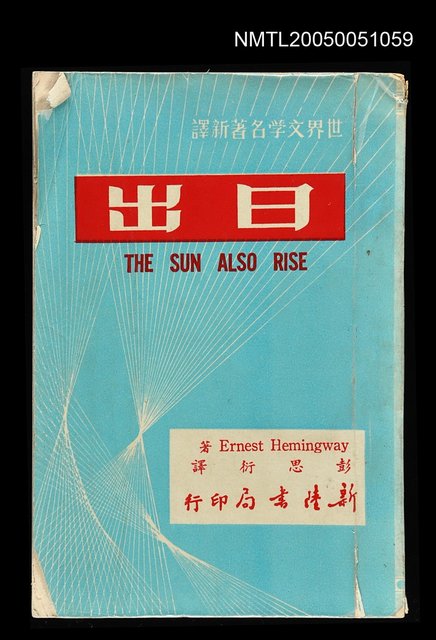 NMTL20050051059
世界文学名著新譯
日出
THE SUN ALSO RISE
Ernest Hemingway 著
彭思衍譯
新陸書局印行